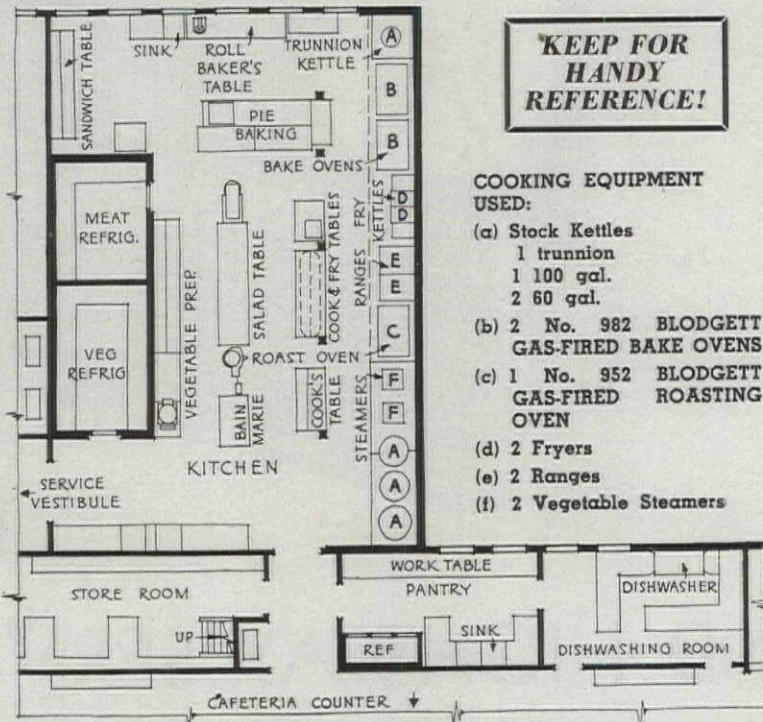 SINK
ROLL
BAKER'S
TABLE
TRUNNION
KETTLE
A
SANDWICH TABLE
B
PIE
BAKING
B
BAKE OVENS
MEAT
REFRIG.
D
D
FRY
KETTLES
COOK & FRY TABLES
RANGES
E
E
SALAD TABLE
VEGETABLE PREP.
VEG
REFRIG
C
ROAST OVEN
COOK'S
TABLE
STEAMERS
F
F
BAIN
MARIE
A
A
A
KITCHEN
SERVICE
VESTIBULE
STORE ROOM
UP
WORK TABLE
PANTRY
REF
SINK
DISHWASHER
DISHWASHING ROOM
CAFETERIA COUNTER
KEEP FOR
HANDY
REFERENCE!
COOKING EQUIPMENT
USED:
(a) Stock Kettles
1 trunnion
1 100 gal.
2 60 gal.
(b) 2 No. 982 BLODGETT
GAS-FIRED BAKE OVENS
(c) 1 No. 952 BLODGETT
GAS-FIRED ROASTING
OVEN
(d) 2 Fryers
(e) 2 Ranges
(f) 2 Vegetable Steamers